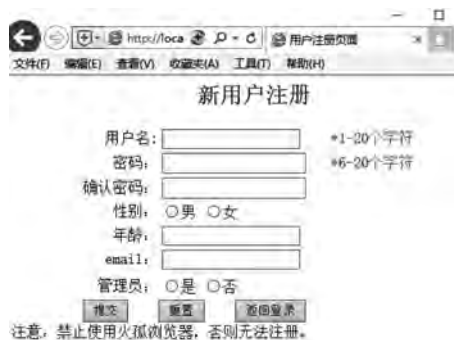 http://loca
用户注册页面
文件(F) 编辑(E) 查看(V) 收藏夹(A) 工具(T) 帮助(H)
新用户注册
用户名: *1-20个字符
密码: *6-20个字符
确认密码:
性别: 男 女
年龄:
email:
管理员: 是 否
提交 重置 返回登录
注意, 禁止使用火狐浏览器, 否则无法注册。